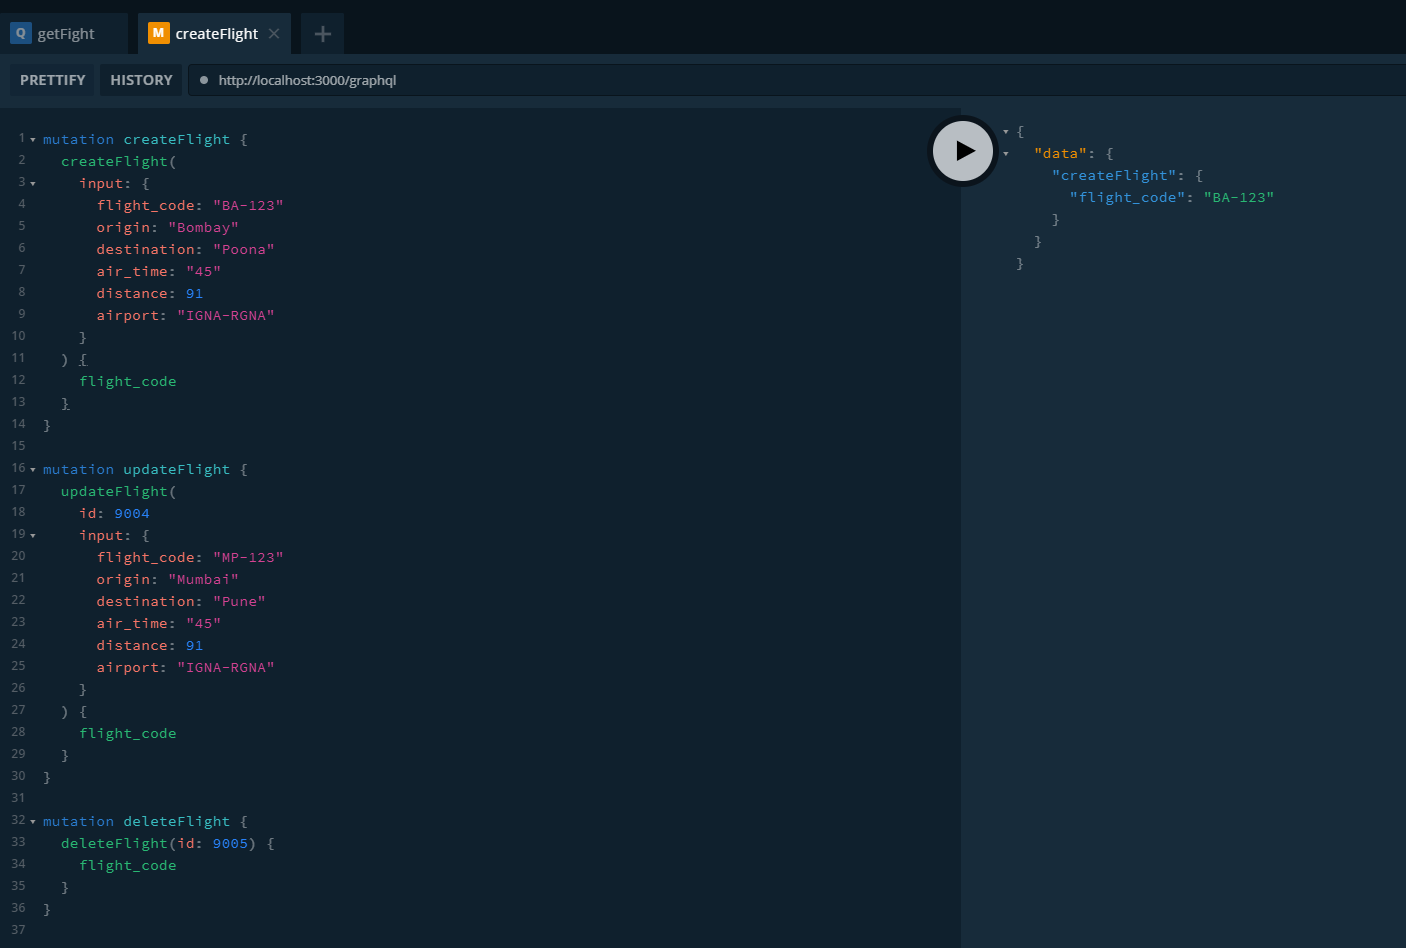 Q getFight
M createFlight
PRETTIFY HISTORY http://localhost:3000/graphql
1 mutation createFlight {
2 createFlight(
3 input: {
4 flight_code: "BA-123"
5 origin: "Bombay"
6 destination: "Poona"
7 air_time: "45"
8 distance: 91
9 airport: "IGNA-RGNA"
10 }
11 ) {
12 flight_code
13 }
14 }
15
16 mutation updateFlight {
17 updateFlight(
18 id: 9004
19 input: {
20 flight_code: "MP-123"
21 origin: "Mumbai"
22 destination: "Pune"
23 air_time: "45"
24 distance: 91
25 airport: "IGNA-RGNA"
26 }
27 ) {
28 flight_code
29 }
30 }
31
32 mutation deleteFlight {
33 deleteFlight(id: 9005) {
34 flight_code
35 }
36 }
37
{
"data": {
"createFlight": {
"flight_code": "BA-123"
}
}
}